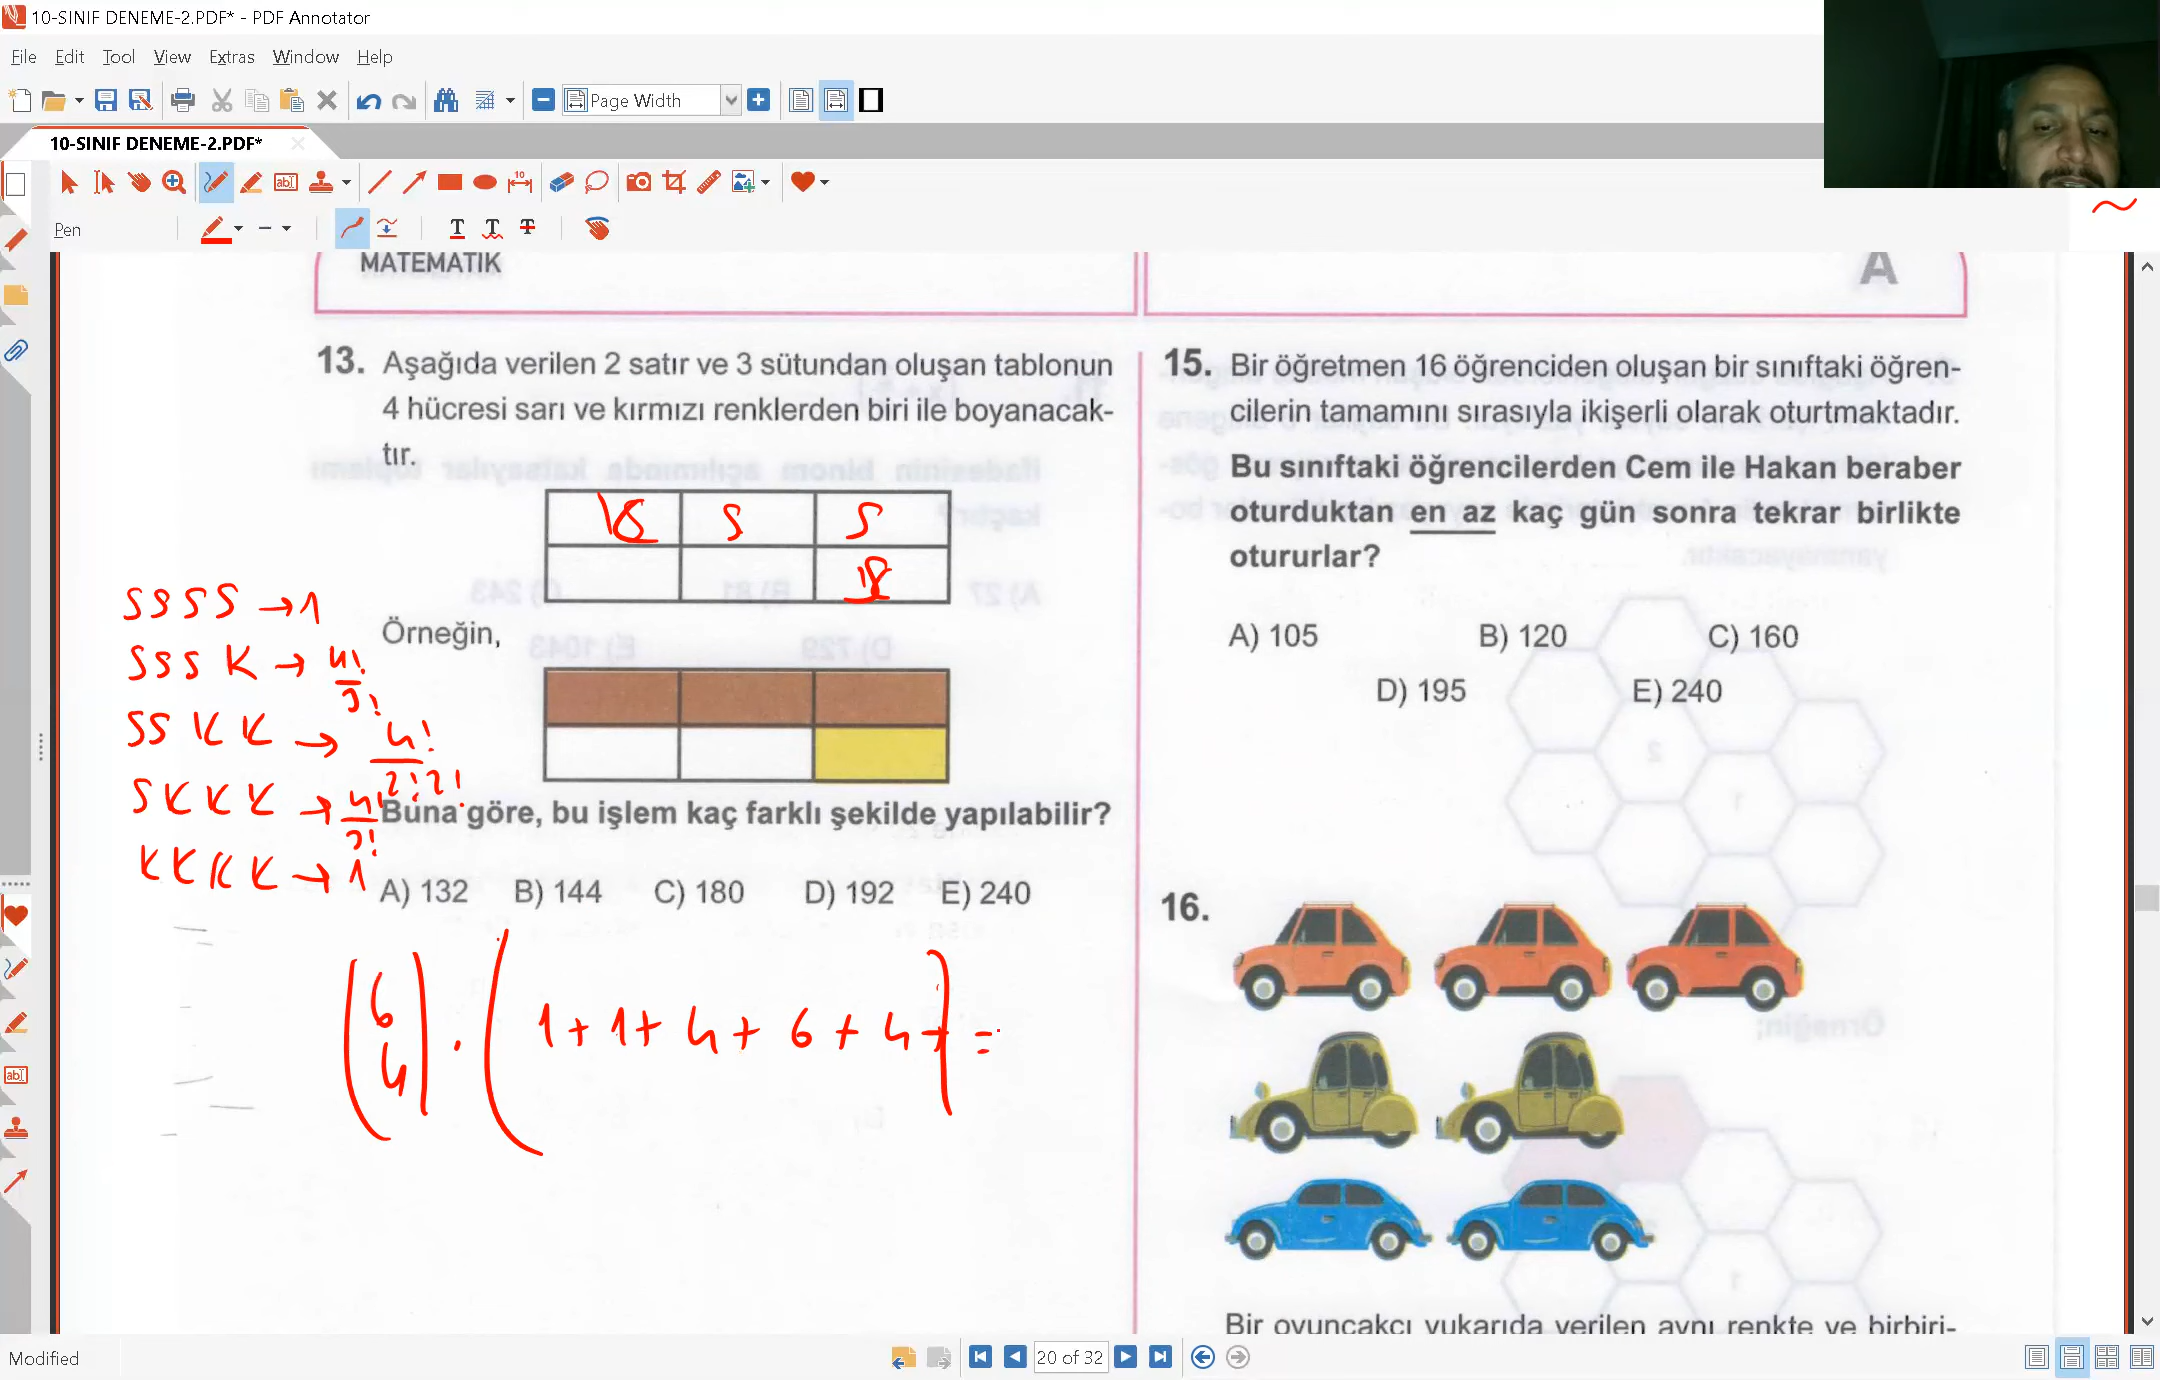 10-SINIF DENEME-2.PDF* - PDF Annotator
File Edit Tool View Extras Window Help
Page Width
10-SINIF DENEME-2.PDF*
Pen
MATEMATİK
A
13. Aşağıda verilen 2 satır ve 3 sütundan oluşan tablonun
4 hücresi sarı ve kırmızı renklerden biri ile boyanacak-
tır.
S S
Örneğin,
SSSS → 1
SSSK → 4!/3!
SSKK → 4!/2!2!
SKKK → 4!/3!
KKKK → 1
Buna göre, bu işlem kaç farklı şekilde yapılabilir?
A) 132 B) 144 C) 180 D) 192 E) 240
(6 4) · (1+1+4+6+4+) =
15. Bir öğretmen 16 öğrenciden oluşan bir sınıftaki öğren-
cilerin tamamını sırasıyla ikişerli olarak oturtmaktadır.
Bu sınıftaki öğrencilerden Cem ile Hakan beraber
oturduktan en az kaç gün sonra tekrar birlikte
otururlar?
A) 105 B) 120 C) 160
D) 195 E) 240
16.
Bir oyuncakçı yukarıda verilen aynı renkte ve birbiri-
Modified
20 of 32